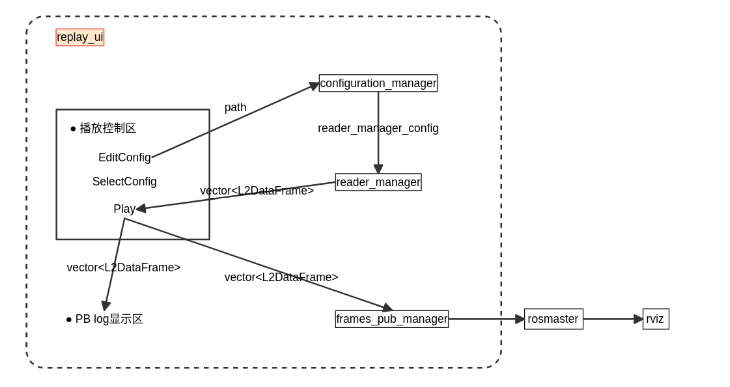 replay_ui
configuration_manager
path
● 播放控制区
reader_manager_config
EditConfig
SelectConfig
reader_manager
vector<L2DataFrame>
Play
vector<L2DataFrame>
vector<L2DataFrame>
● PB log显示区
frames_pub_manager
rosmaster
rviz